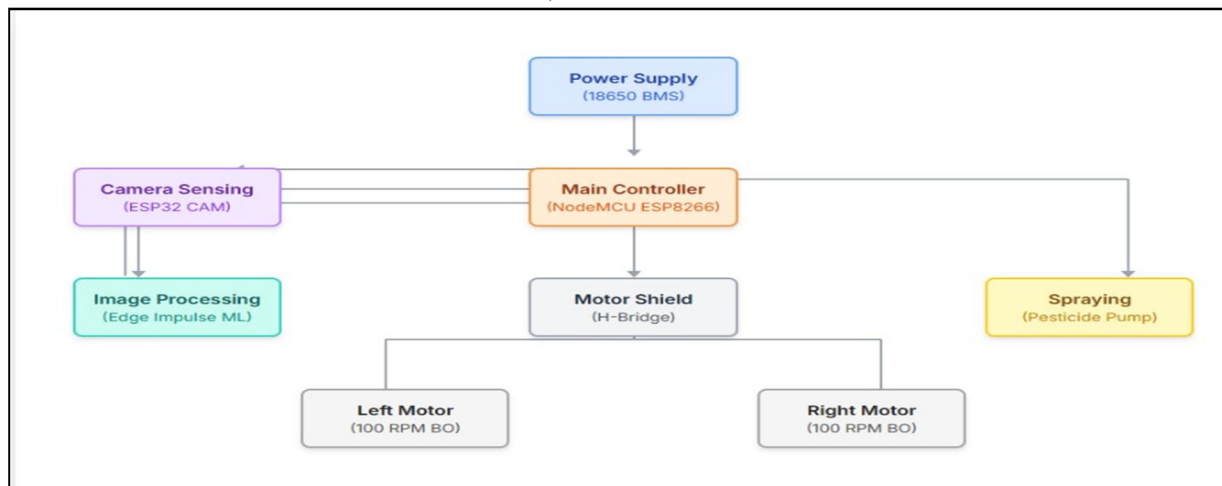 Power Supply
(18650 BMS)
Camera Sensing
(ESP32 CAM)
Main Controller
(NodeMCU ESP8266)
Image Processing
(Edge Impulse ML)
Motor Shield
(H-Bridge)
Spraying
(Pesticide Pump)
Left Motor
(100 RPM BO)
Right Motor
(100 RPM BO)